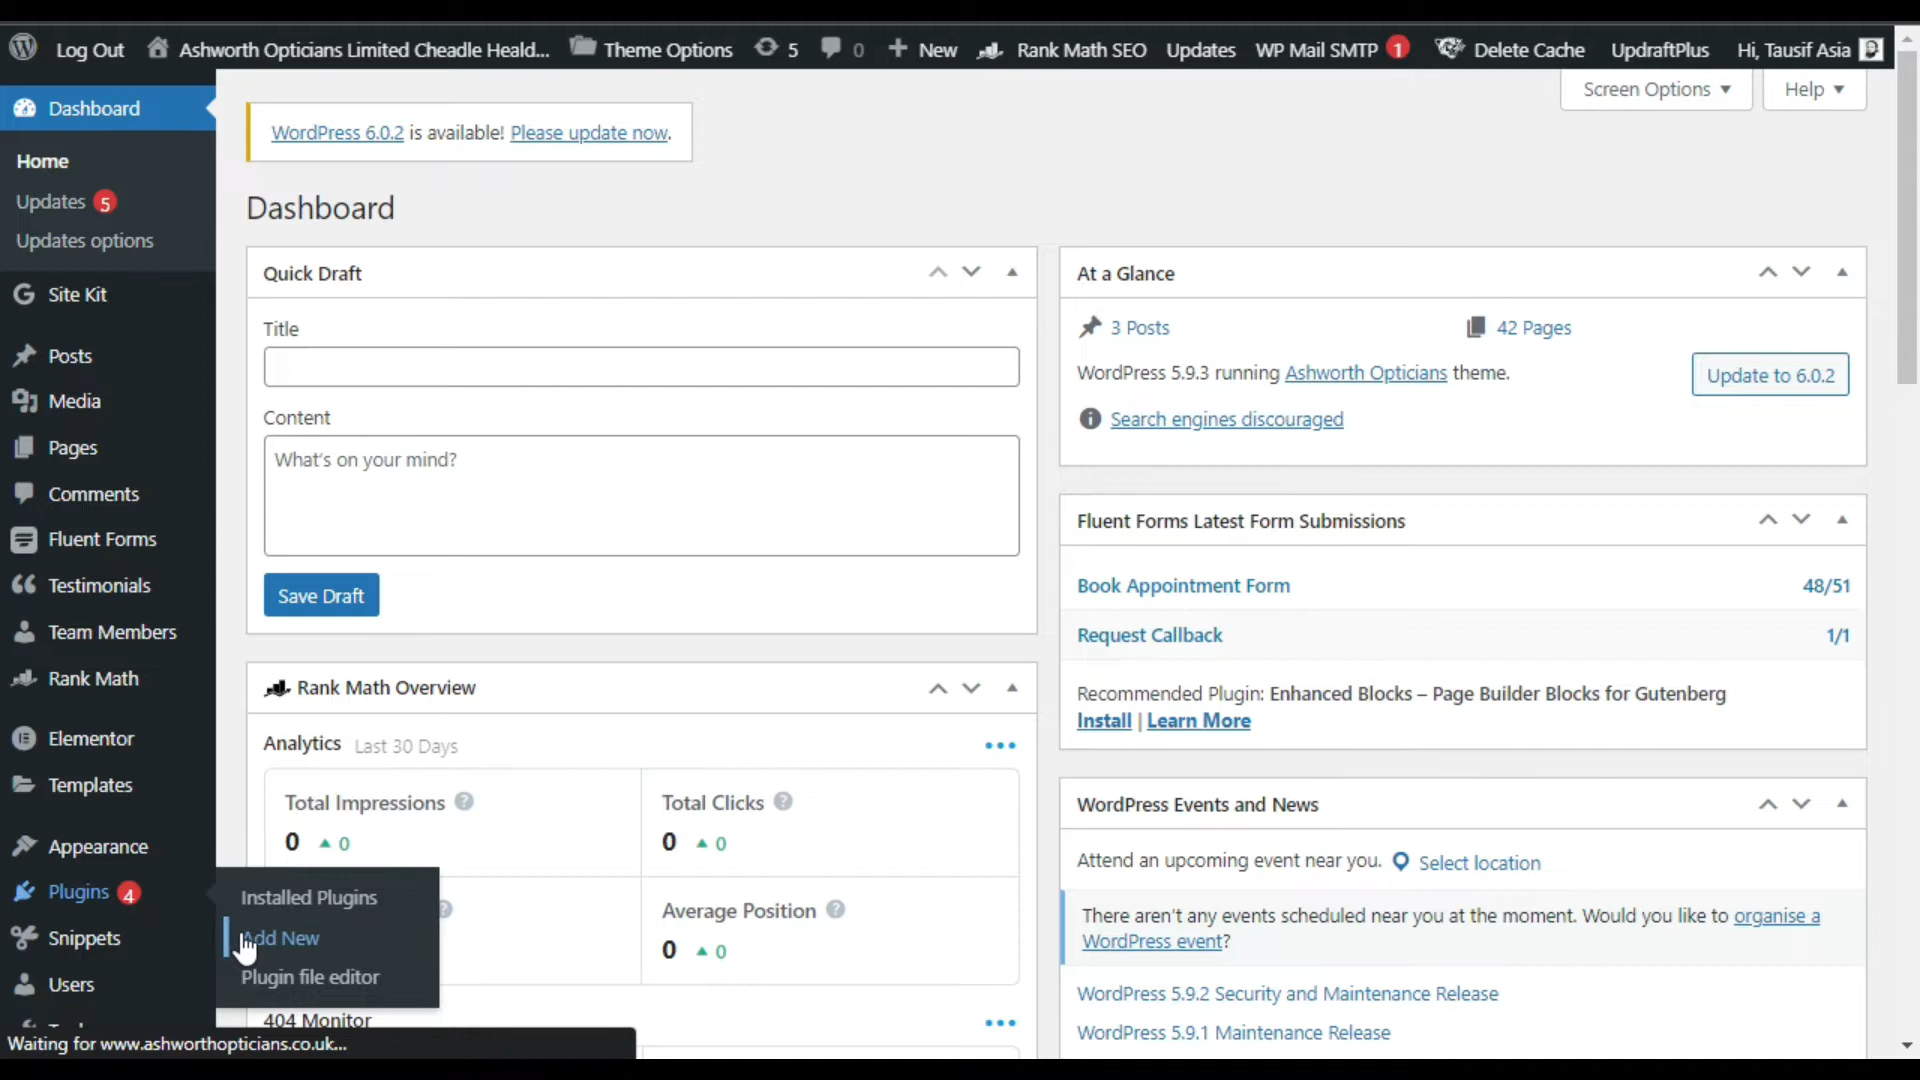 Log Out
Ashworth Opticians Limited Cheadle Heald...
Theme Options
5
0
New
Rank Math SEO
Updates
WP Mail SMTP 1
Delete Cache
UpdraftPlus
Hi, Tausif Asia
Dashboard
Home
Updates 5
Updates options
Site Kit
Posts
Media
Pages
Comments
Fluent Forms
Testimonials
Team Members
Rank Math
Elementor
Templates
Appearance
Plugins 4
Snippets
Users
Installed Plugins
Add New
Plugin file editor
Waiting for www.ashworthopticians.co.uk...
Screen Options
Help
WordPress 6.0.2 is available! Please update now.
Dashboard
Quick Draft
Title
Content
What's on your mind?
Save Draft
Rank Math Overview
Analytics Last 30 Days
Total Impressions
0 0
Total Clicks
0 0
Average Position
0 0
404 Monitor
At a Glance
3 Posts
42 Pages
WordPress 5.9.3 running Ashworth Opticians theme.
Update to 6.0.2
Search engines discouraged
Fluent Forms Latest Form Submissions
Book Appointment Form 48/51
Request Callback 1/1
Recommended Plugin: Enhanced Blocks – Page Builder Blocks for Gutenberg
Install | Learn More
WordPress Events and News
Attend an upcoming event near you. Select location
There aren't any events scheduled near you at the moment. Would you like to organise a
WordPress event?
WordPress 5.9.2 Security and Maintenance Release
WordPress 5.9.1 Maintenance Release